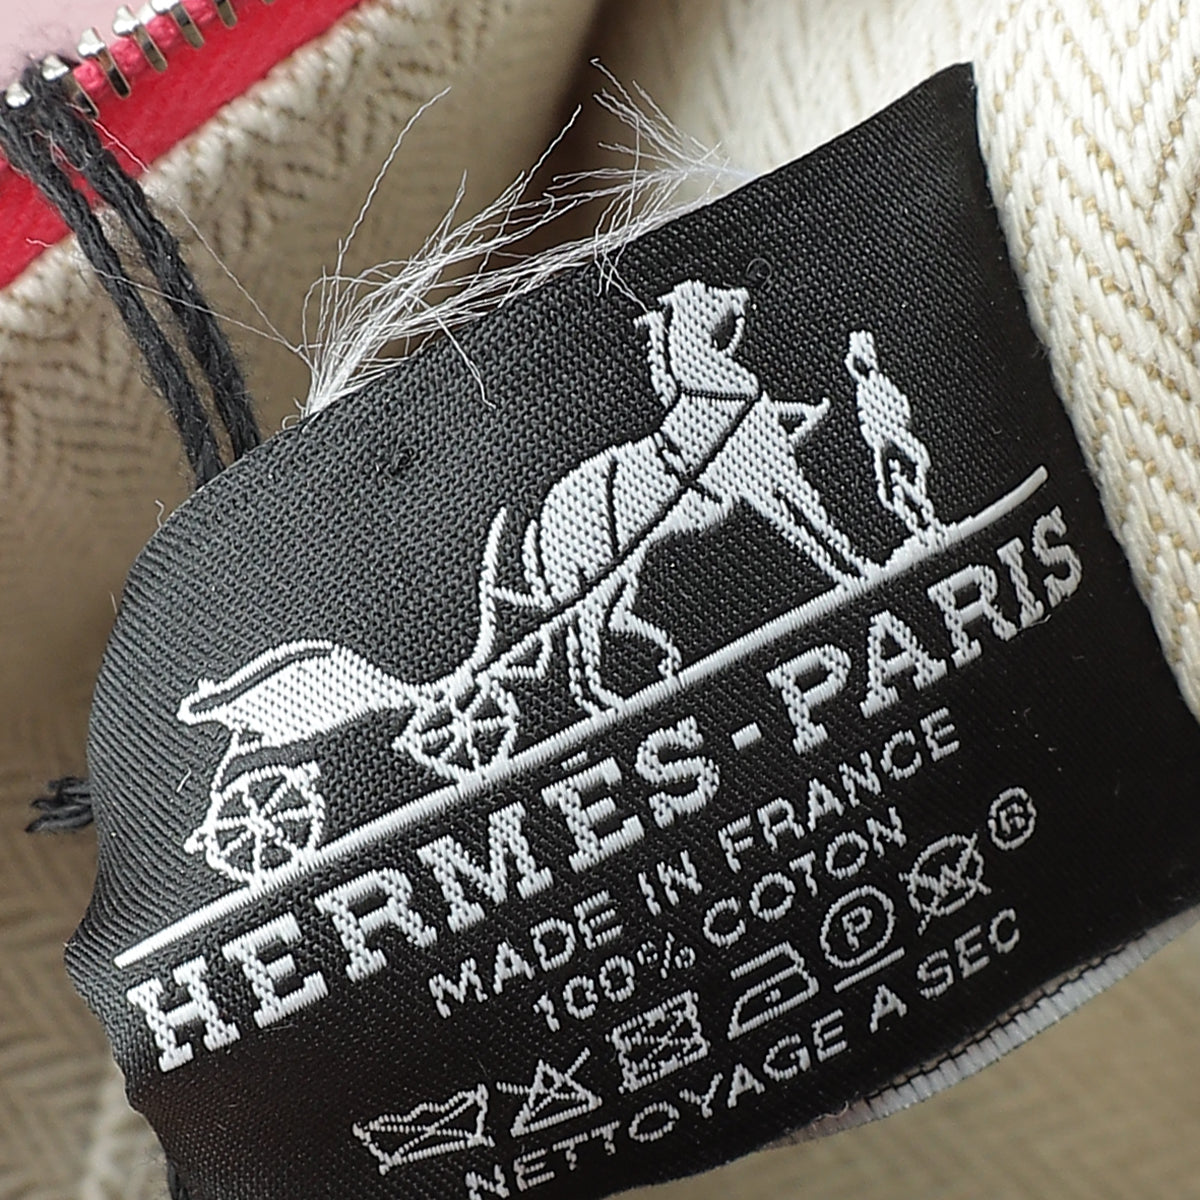 HERMÈS-PARIS
MADE IN FRANCE
100% COTON
P W ®
NETTOYAGE A SEC